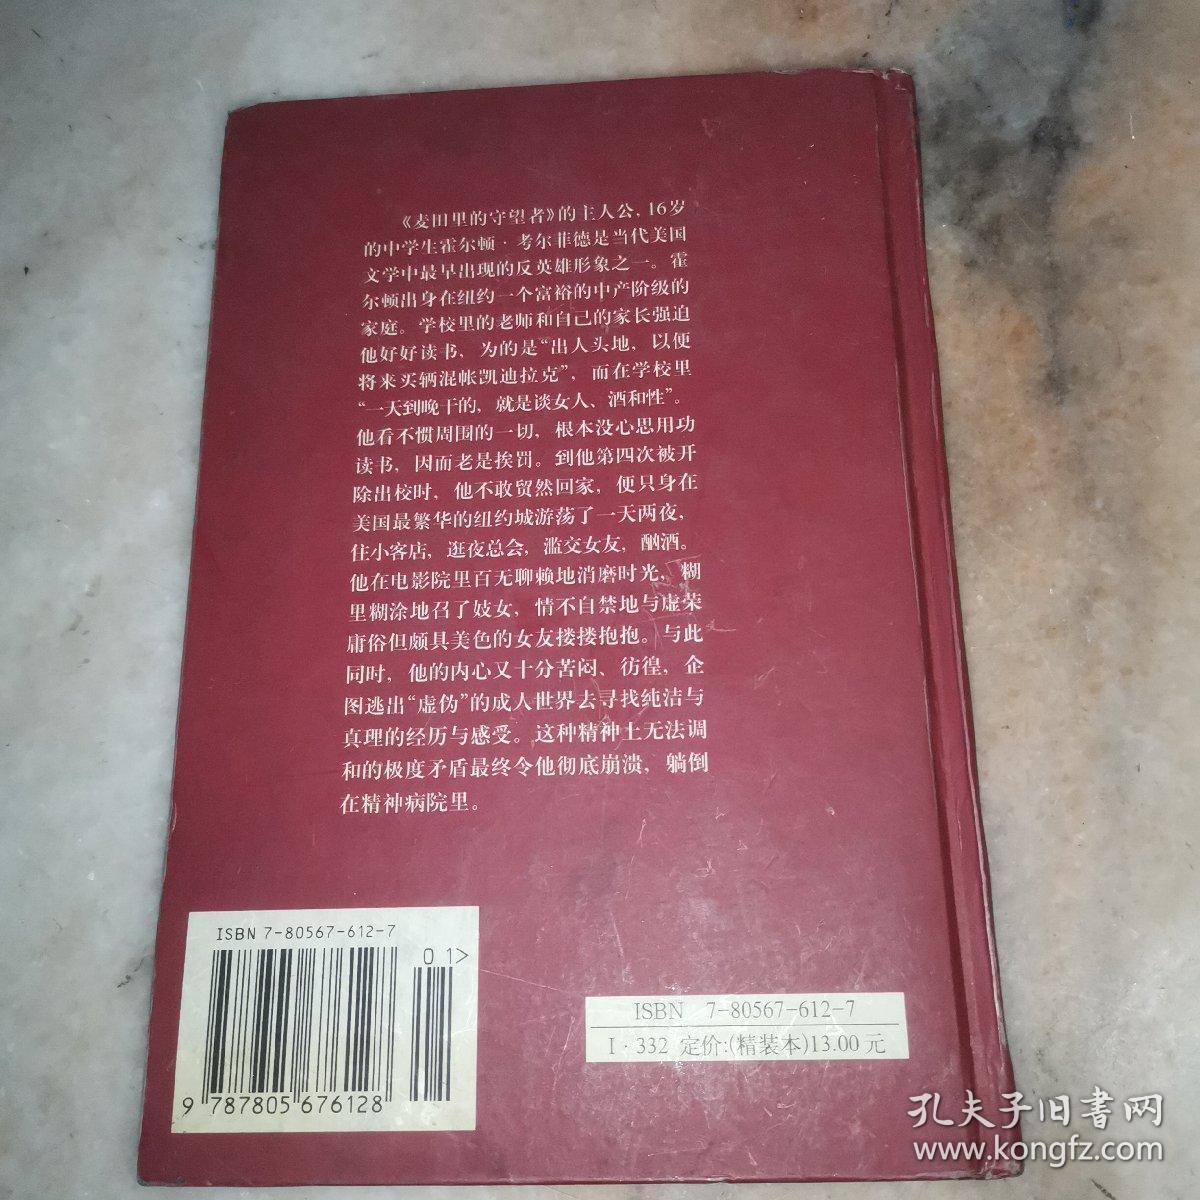 《麦田里的守望者》的主人公，16岁
的中学生霍尔顿·考尔菲德是当代美国
文学中最早出现的反英雄形象之一。霍
尔顿出身在纽约一个富裕的中产阶级的
家庭。学校里的老师和自己的家长强迫
他好好读书，为的是“出人头地，以便
将来买辆混帐凯迪拉克”，而在学校里
“一天到晚干的，就是谈女人、酒和性”。
他看不惯周围的一切，根本没心思用功
读书，因而老是挨罚。到他第四次被开
除出校时，他不敢贸然回家，便只身在
美国最繁华的纽约城游荡了一天两夜，
住小客店，逛夜总会，滥交女友，酗酒。
他在电影院里百无聊赖地消磨时光，糊
里糊涂地召了妓女，情不自禁地与虚荣
庸俗但颇具美色的女友搂搂抱抱。与此
同时，他的内心又十分苦闷、彷徨，企
图逃出“虚伪”的成人世界去寻找纯洁与
真理的经历与感受。这种精神上无法调
和的极度矛盾最终令他彻底崩溃，躺倒
在精神病院里。
ISBN 7-80567-612-7
01>
9 787805 676128
ISBN 7-80567-612-7
I·332 定价:(精装本)13.00元
孔夫子旧书网
www.kongfz.com